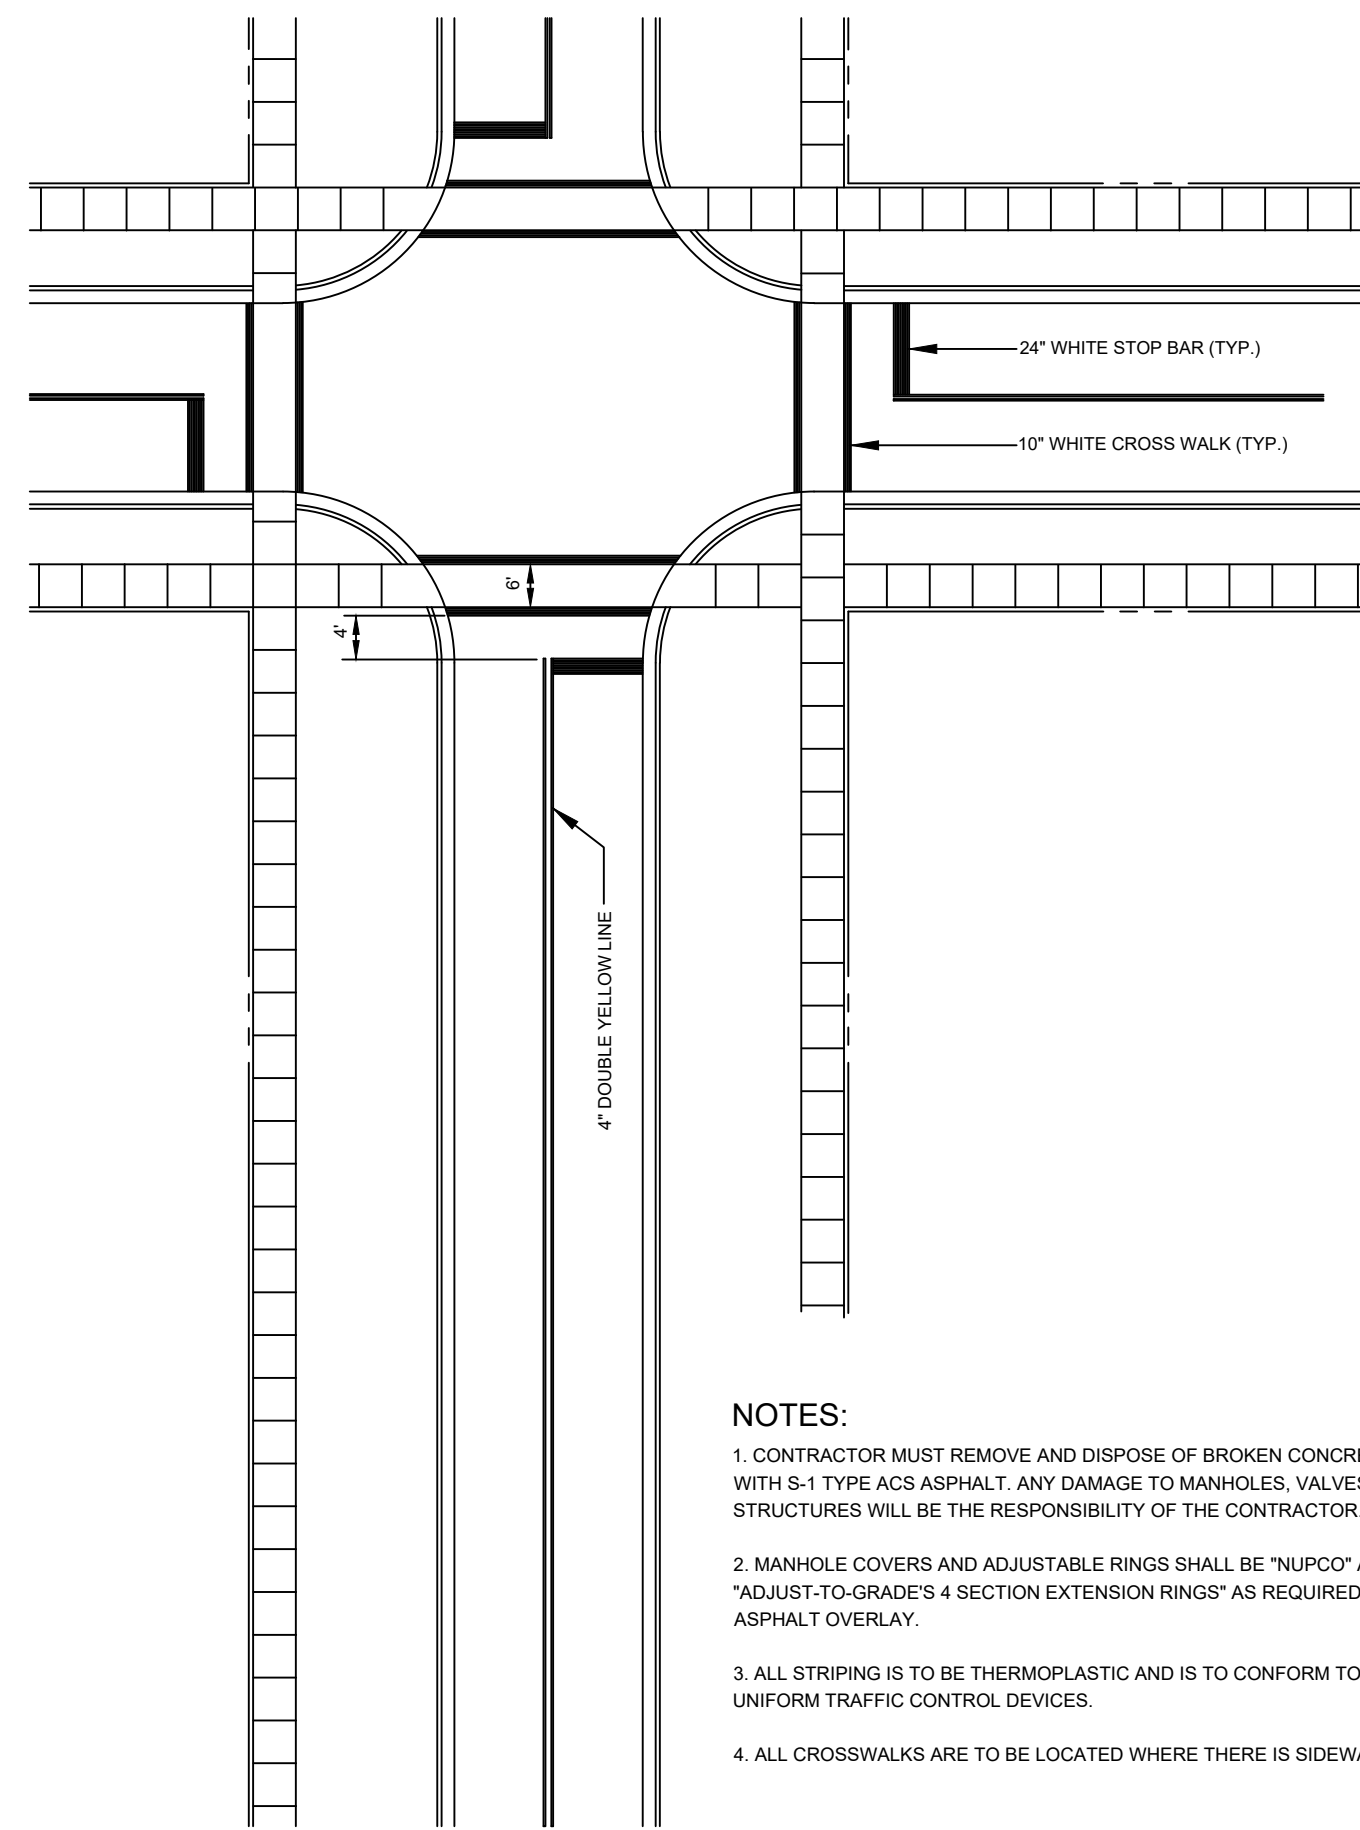 24" WHITE STOP BAR (TYP.)
10" WHITE CROSS WALK (TYP.)
6'
4'
4" DOUBLE YELLOW LINE
NOTES:
1. CONTRACTOR MUST REMOVE AND DISPOSE OF BROKEN
WITH S-1 TYPE ACS ASPHALT. ANY DAMAGE TO MANHOLES,
STRUCTURES WILL BE THE RESPONSIBILITY OF THE CONTRACTOR.
2. MANHOLE COVERS AND ADJUSTABLE RINGS SHALL BE "NUPCO"
"ADJUST-TO-GRADE'S 4 SECTION EXTENSION RINGS" AS REQUIRED
ASPHALT OVERLAY.
3. ALL STRIPING IS TO BE THERMOPLASTIC AND IS TO CONFORM TO
UNIFORM TRAFFIC CONTROL DEVICES.
4. ALL CROSSWALKS ARE TO BE LOCATED WHERE THERE IS